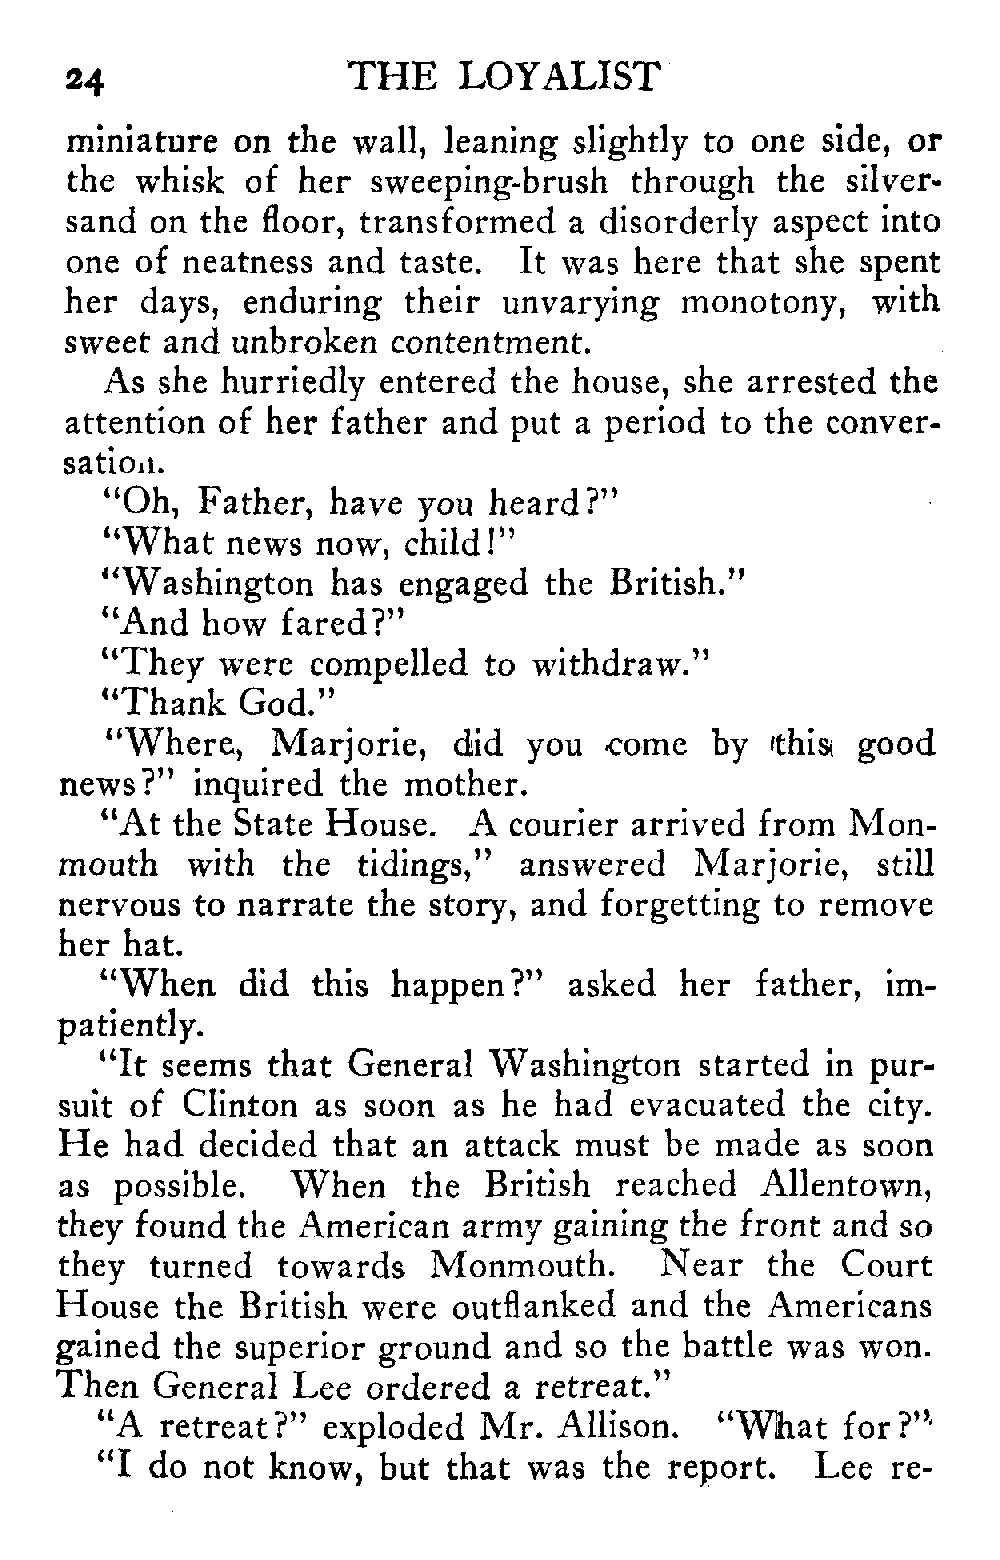 24 THE LOYALIST
miniature on the wall, leaning slightly to one side, or
the whisk of her sweeping-brush through the silver-
sand on the floor, transformed a disorderly aspect into
one of neatness and taste. It was here that she spent
her days, enduring their unvarying monotony, with
sweet and unbroken contentment.
As she hurriedly entered the house, she arrested the
attention of her father and put a period to the conver-
sation.
"Oh, Father, have you heard?"
"What news now, child!"
"Washington has engaged the British."
"And how fared?"
"They were compelled to withdraw."
"Thank God."
"Where, Marjorie, did you come by this good
news?" inquired the mother.
"At the State House. A courier arrived from Mon-
mouth with the tidings," answered Marjorie, still
nervous to narrate the story, and forgetting to remove
her hat.
"When did this happen?" asked her father, im-
patiently.
"It seems that General Washington started in pur-
suit of Clinton as soon as he had evacuated the city.
He had decided that an attack must be made as soon
as possible. When the British reached Allentown,
they found the American army gaining the front and so
they turned towards Monmouth. Near the Court
House the British were outflanked and the Americans
gained the superior ground and so the battle was won.
Then General Lee ordered a retreat."
"A retreat?" exploded Mr. Allison. "What for?"
"I do not know, but that was the report. Lee re-